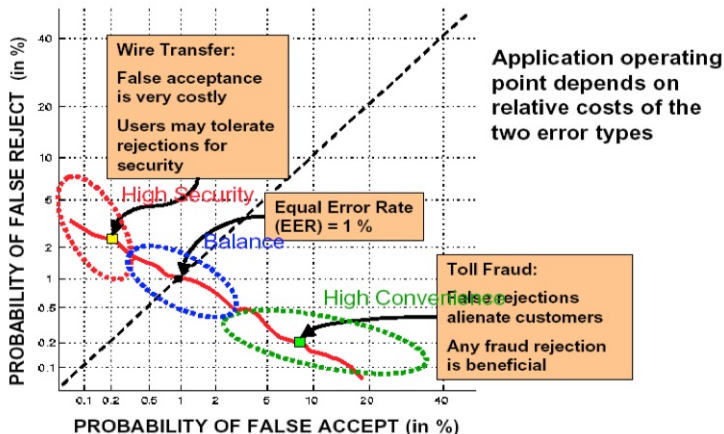 Wire Transfer:
False acceptance
is very costly
Users may tolerate
rejections for
security
Application operating
point depends on
relative costs of the
two error types
High Security
Equal Error Rate
(EER) = 1 %
Balance
Toll Fraud:
False rejections
alienate customers
Any fraud rejection
is beneficial
High Convenience
PROBABILITY OF FALSE REJECT (in %)
40
20
10
5
2
1
0.5
0.2
0.1
0.1 0.2 0.5 1 2 5 10 20 40
PROBABILITY OF FALSE ACCEPT (in %)